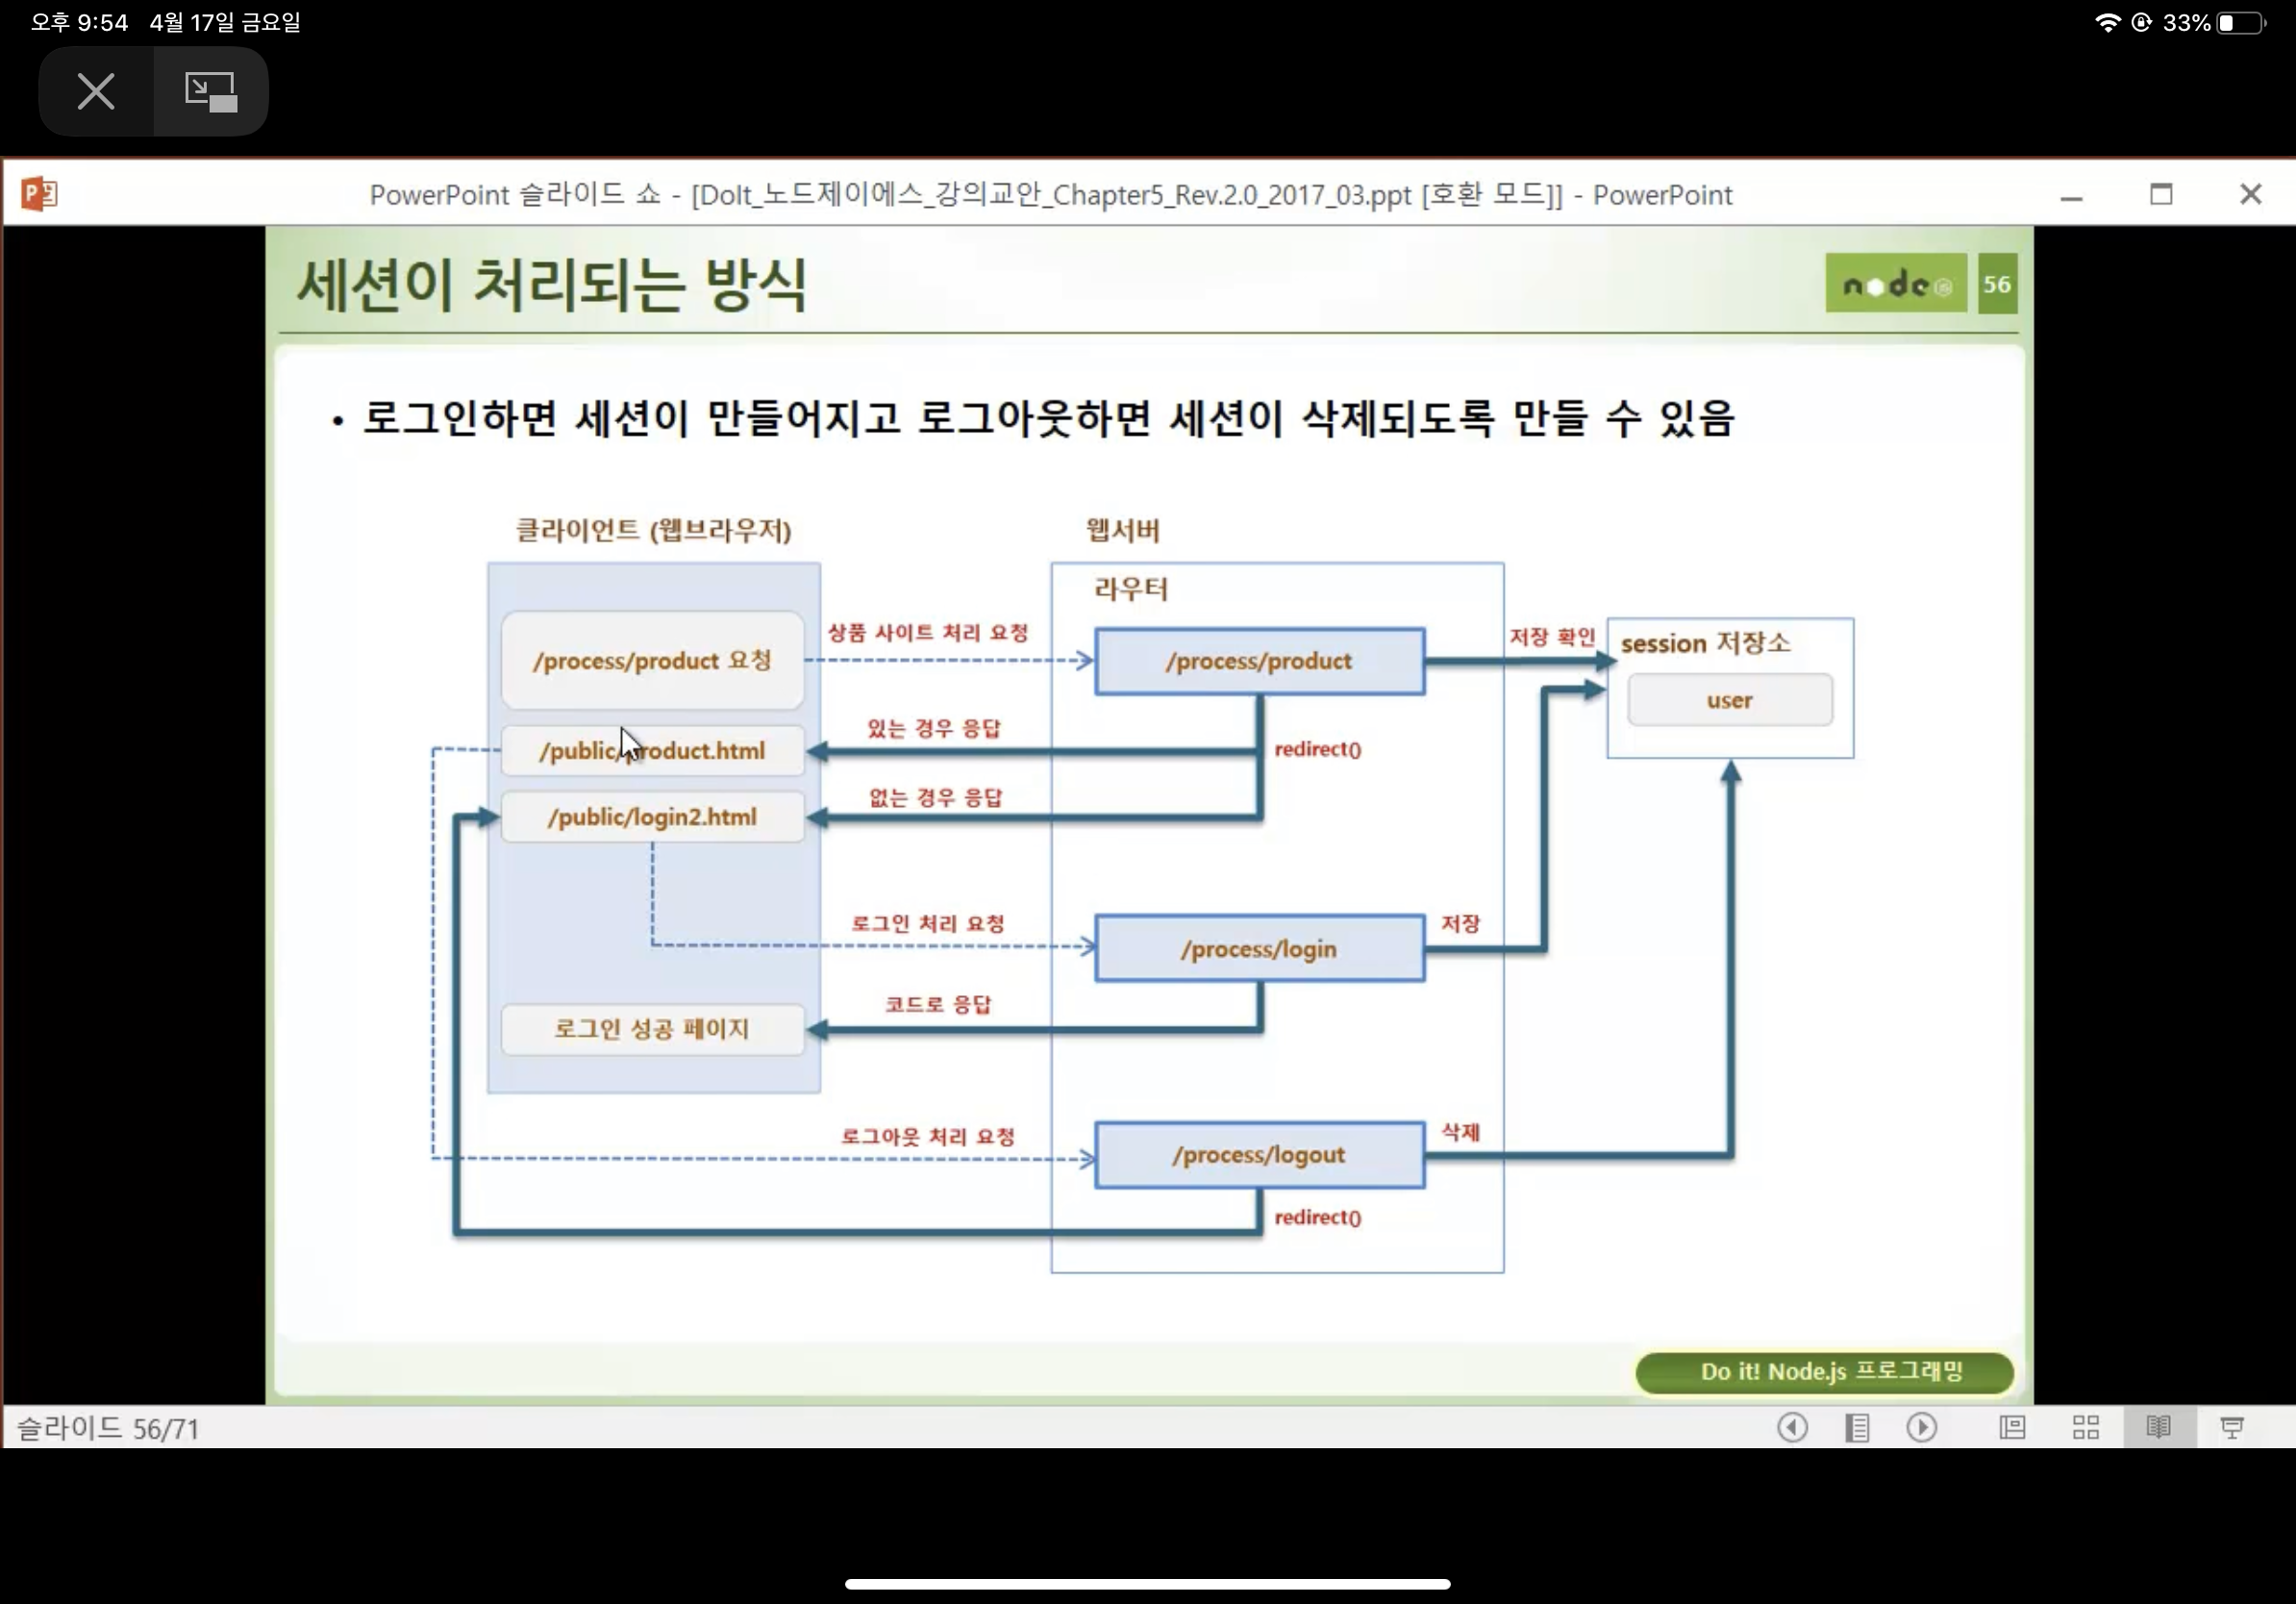 오후 9:54 4월 17일 금요일
33%
PowerPoint 슬라이드 쇼 - [DoIt_노드제이에스_강의교안_Chapter5_Rev.2.0_2017_03.ppt [호환 모드]] - PowerPoint
세션이 처리되는 방식
node
56
• 로그인하면 세션이 만들어지고 로그아웃하면 세션이 삭제되도록 만들 수 있음
클라이언트 (웹브라우저)
웹서버
라우터
/process/product 요청
상품 사이트 처리 요청
/process/product
저장 확인
session 저장소
user
/public/product.html
있는 경우 응답
redirect()
/public/login2.html
없는 경우 응답
로그인 처리 요청
/process/login
저장
코드로 응답
로그인 성공 페이지
로그아웃 처리 요청
/process/logout
삭제
redirect()
Do it! Node.js 프로그래밍
슬라이드 56/71